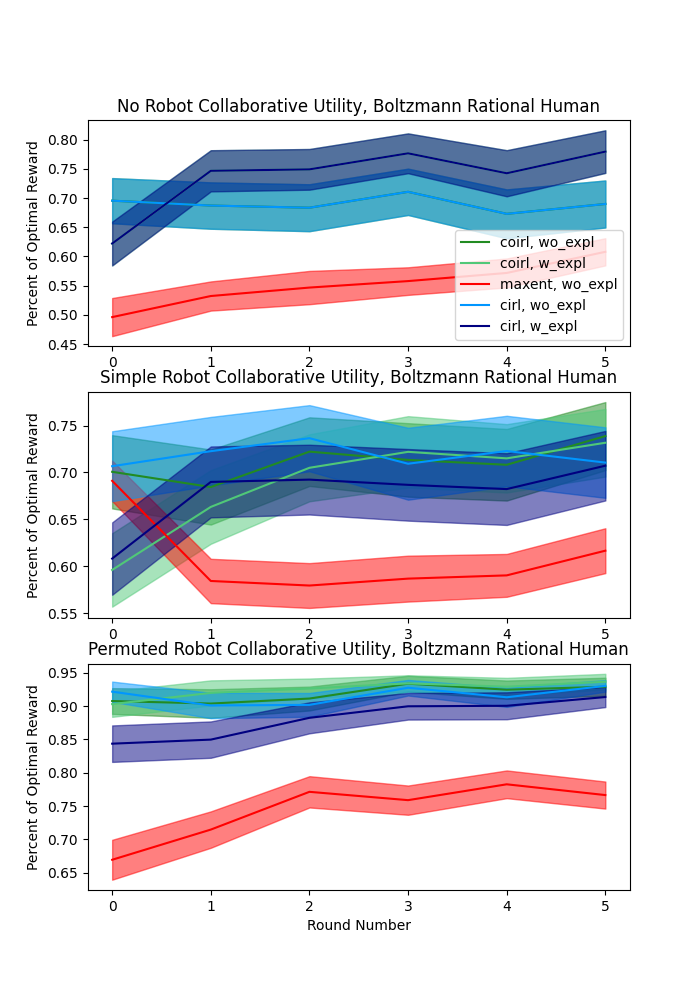 No Robot Collaborative Utility, Boltzmann Rational Human
Percent of Optimal Reward
0.80
0.75
0.70
0.65
0.60
0.55
0.50
0.45
coirl, wo_expl
coirl, w_expl
maxent, wo_expl
cirl, wo_expl
cirl, w_expl
0 1 2 3 4 5
Simple Robot Collaborative Utility, Boltzmann Rational Human
Percent of Optimal Reward
0.75
0.70
0.65
0.60
0.55
0 1 2 3 4 5
Permuted Robot Collaborative Utility, Boltzmann Rational Human
Percent of Optimal Reward
0.95
0.90
0.85
0.80
0.75
0.70
0.65
0 1 2 3 4 5
Round Number